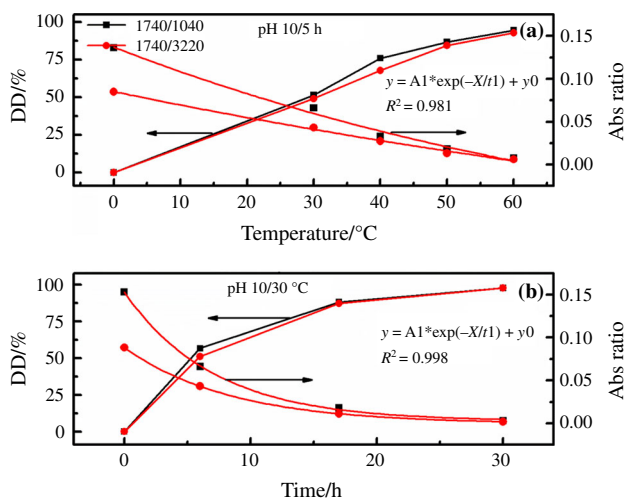 1740/1040
1740/3220
pH 10/5 h
(a)
y = A1*exp(–X/t1) + y0
R² = 0.981
DD/%
100
75
50
25
0
0.15
0.10
0.05
0.00
Abs ratio
0 10 20 30 40 50 60
Temperature/°C
pH 10/30 °C
(b)
y = A1*exp(–X/t1) + y0
R² = 0.998
DD/%
100
75
50
25
0
0.15
0.10
0.05
0.00
Abs ratio
0 10 20 30
Time/h